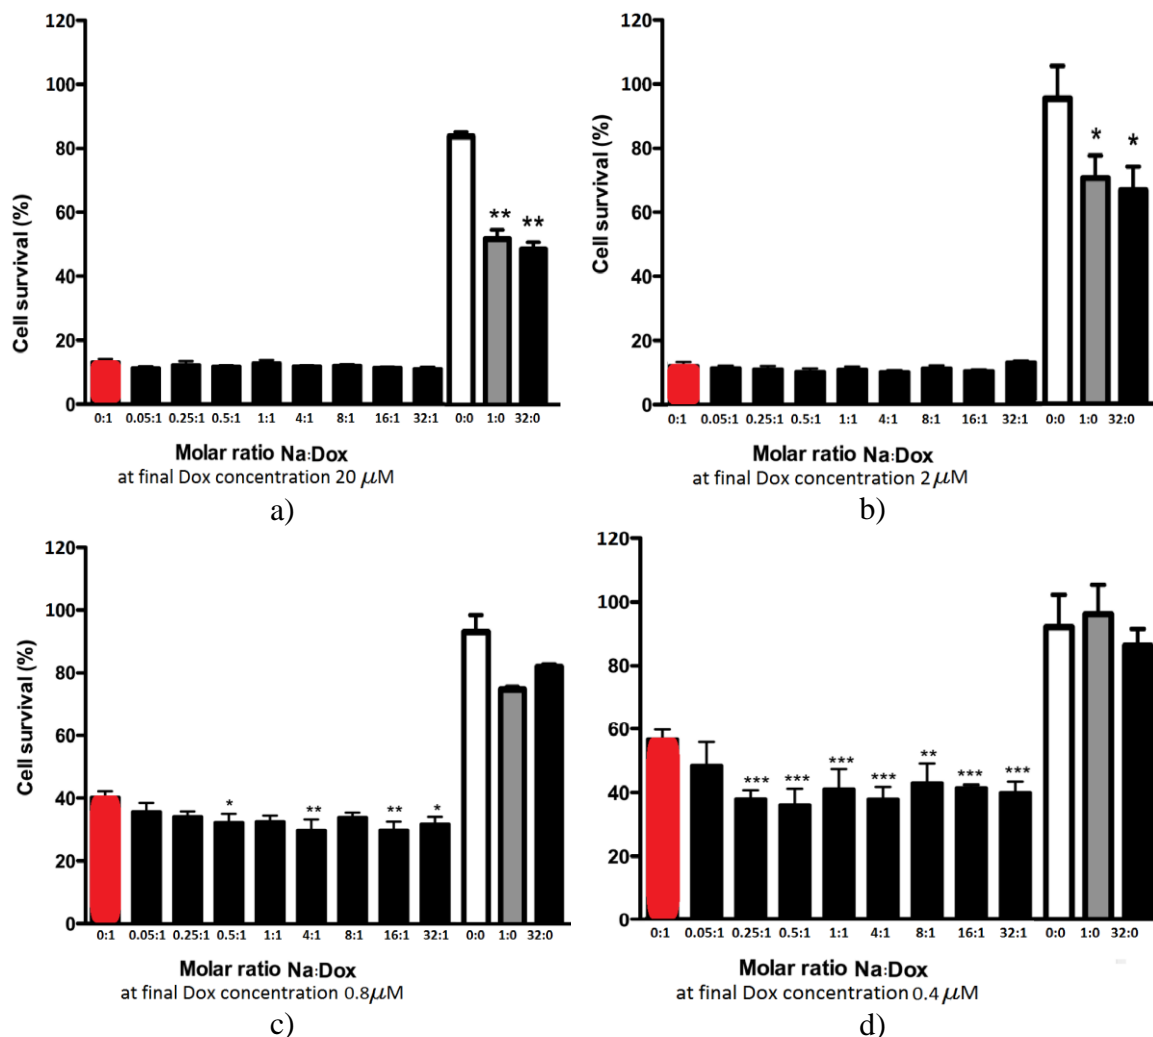 120
100
80
60
40
20
0
Cell survival (%)
** **
0:1 0.05:1 0.25:1 0.5:1 1:1 4:1 8:1 16:1 32:1 0:0 1:0 32:0
Molar ratio Na:Dox
at final Dox concentration 20 μM
a)
120
100
80
60
40
20
0
Cell survival (%)
* *
0:1 0.05:1 0.25:1 0.5:1 1:1 4:1 8:1 16:1 32:1 0:0 1:0 32:0
Molar ratio Na:Dox
at final Dox concentration 2 μM
b)
120
100
80
60
40
20
0
Cell survival (%)
* ** ** *
0:1 0.05:1 0.25:1 0.5:1 1:1 4:1 8:1 16:1 32:1 0:0 1:0 32:0
Molar ratio Na:Dox
at final Dox concentration 0.8 μM
c)
120
100
80
60
40
20
0
*** *** *** *** ** *** ***
0:1 0.05:1 0.25:1 0.5:1 1:1 4:1 8:1 16:1 32:1 0:0 1:0 32:0
Molar ratio Na:Dox
at final Dox concentration 0.4 μM
d)